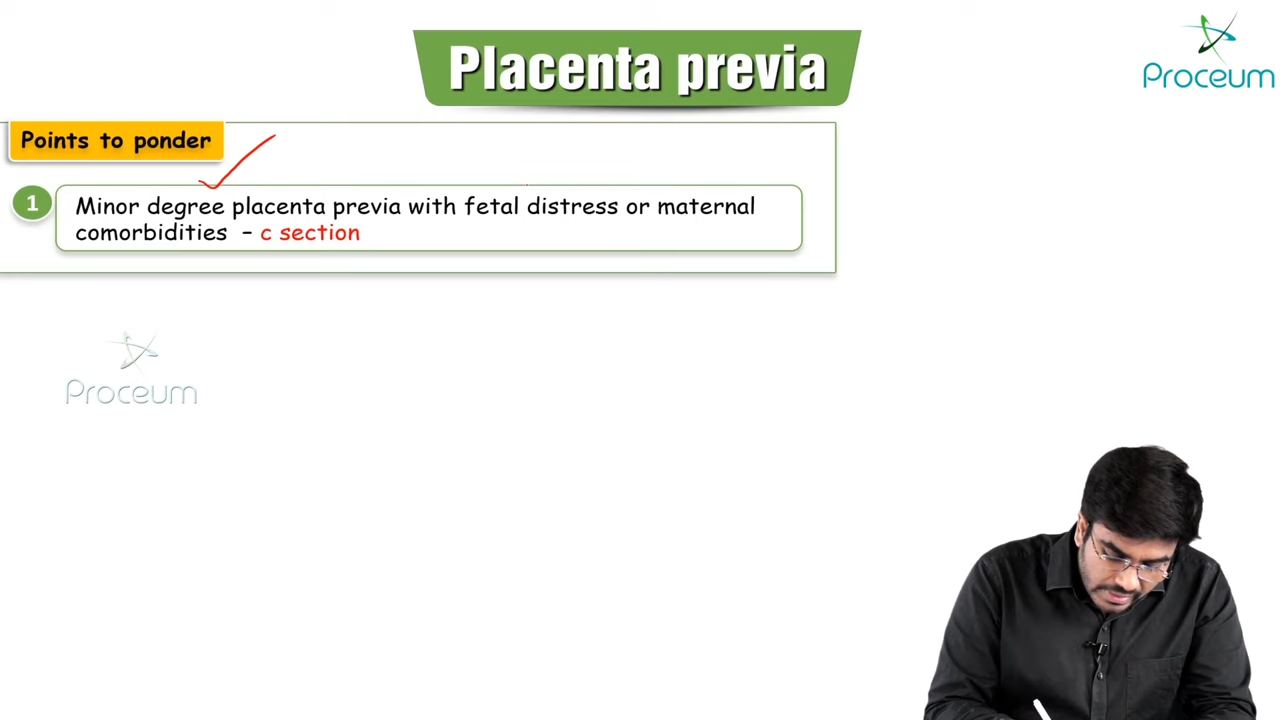 Placenta previa
Proceum
Points to ponder
1
Minor degree placenta previa with fetal distress or maternal
comorbidities – c section
Proceum